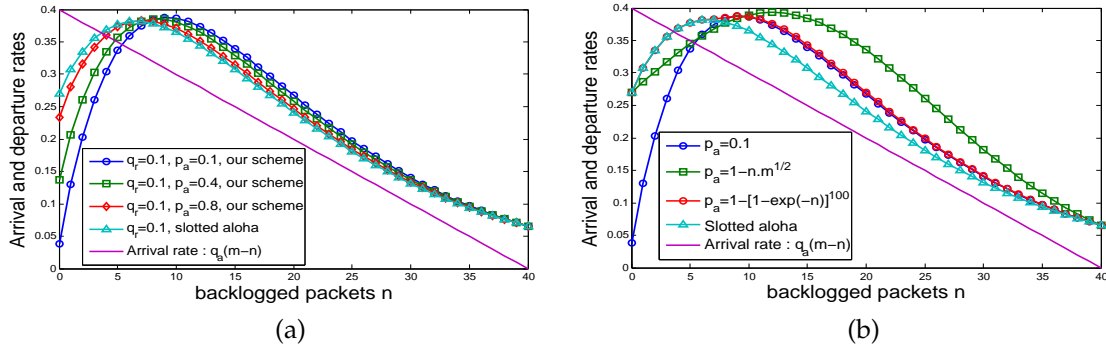 Arrival and departure rates
0.4
0.35
0.3
0.25
0.2
0.15
0.1
0.05
0
0 5 10 15 20 25 30 35 40
backlogged packets n
q_r=0.1, p_a=0.1, our scheme
q_r=0.1, p_a=0.4, our scheme
q_r=0.1, p_a=0.8, our scheme
q_r=0.1, slotted aloha
Arrival rate : q_a(m−n)
(a)
Arrival and departure rates
0.4
0.35
0.3
0.25
0.2
0.15
0.1
0.05
0
0 5 10 15 20 25 30 35 40
backlogged packets n
p_a=0.1
p_a=1−n.m^{1/2}
p_a=1−[1−exp(−n)]^{100}
Slotted aloha
Arrival rate : q_a(m−n)
(b)